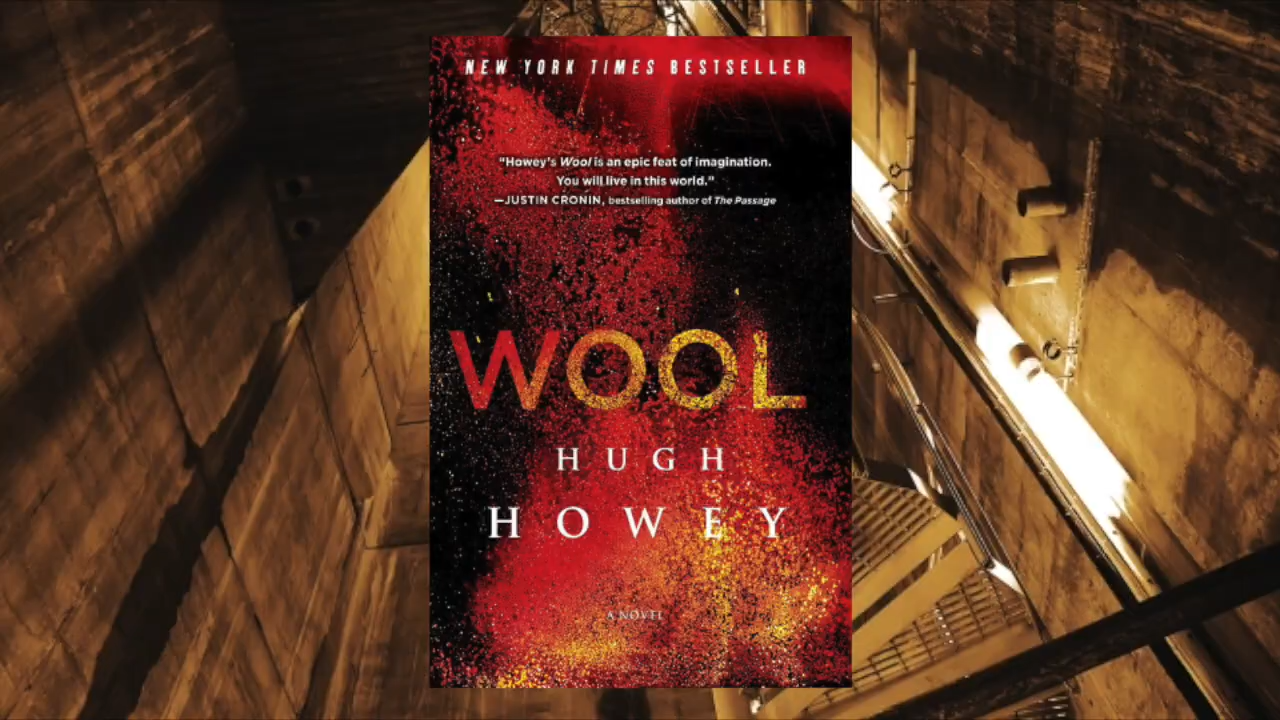 NEW YORK TIMES BESTSELLER
"Howey's Wool is an epic feat of imagination.
You will live in this world."
—JUSTIN CRONIN, bestselling author of The Passage
WOOL
HUGH
HOWEY
A NOVEL